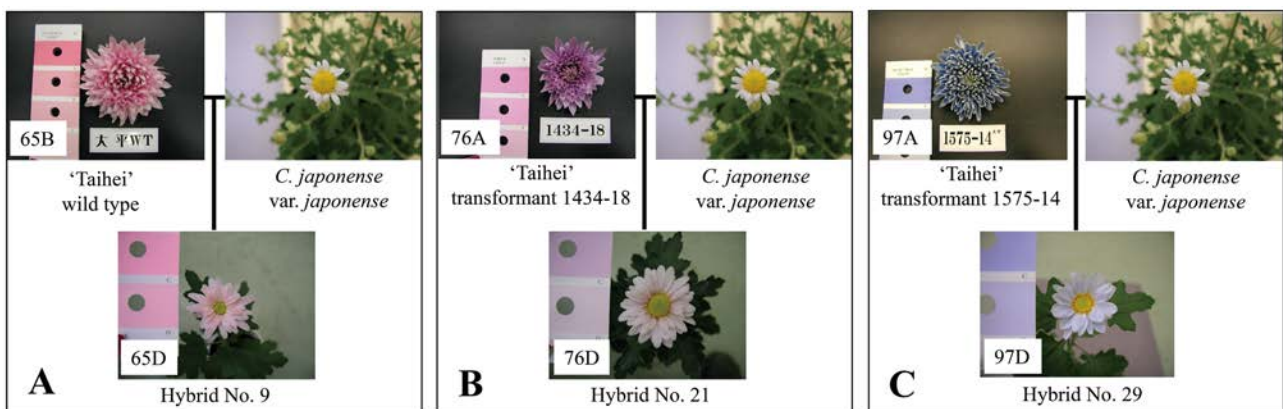 65B
大平WT
'Taihei'
wild type
C. japonense
var. japonense
65D
A
Hybrid No. 9
76A
1434-18
'Taihei'
transformant 1434-18
C. japonense
var. japonense
76D
B
Hybrid No. 21
97A
1575-14
'Taihei'
transformant 1575-14
C. japonense
var. japonense
97D
C
Hybrid No. 29